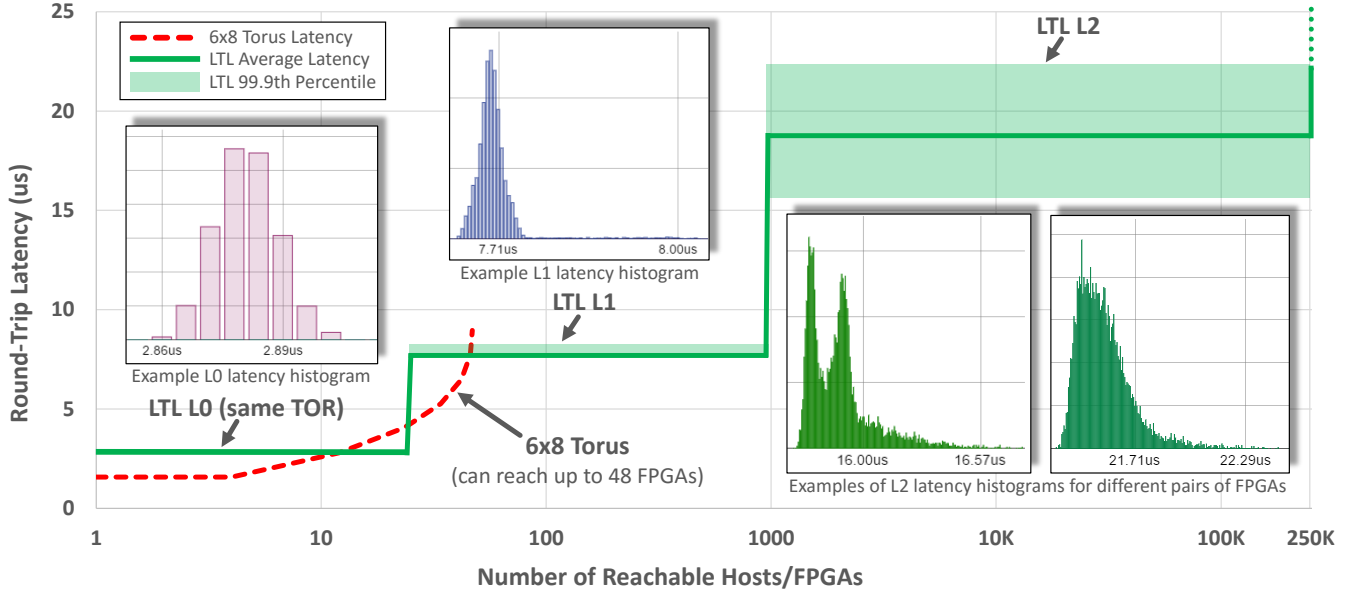 25
20
15
10
5
0
Round-Trip Latency (us)
6x8 Torus Latency
LTL Average Latency
LTL 99.9th Percentile
2.86us 2.89us
Example L0 latency histogram
LTL L0 (same TOR)
7.71us 8.00us
Example L1 latency histogram
LTL L1
6x8 Torus
(can reach up to 48 FPGAs)
LTL L2
16.00us 16.57us
21.71us 22.29us
Examples of L2 latency histograms for different pairs of FPGAs
1 10 100 1000 10K 100K 250K
Number of Reachable Hosts/FPGAs